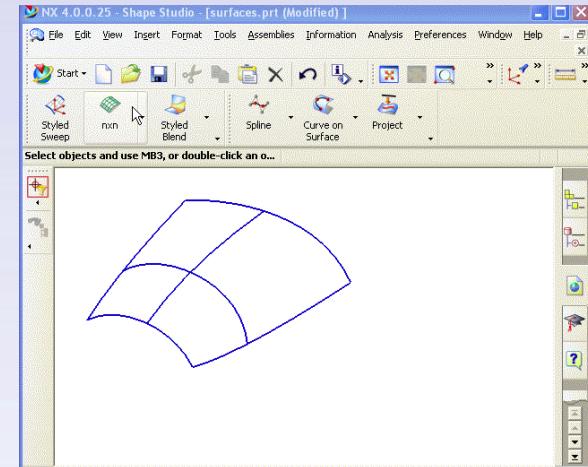 NX 4.0.0.25 - Shape Studio - [surfaces.prt (Modified) ]
File Edit View Insert Format Tools Assemblies Information Analysis Preferences Window Help
Start
Styled Sweep
nxn
Styled Blend
Spline
Curve on Surface
Project
Select objects and use MB3, or double-click an o...